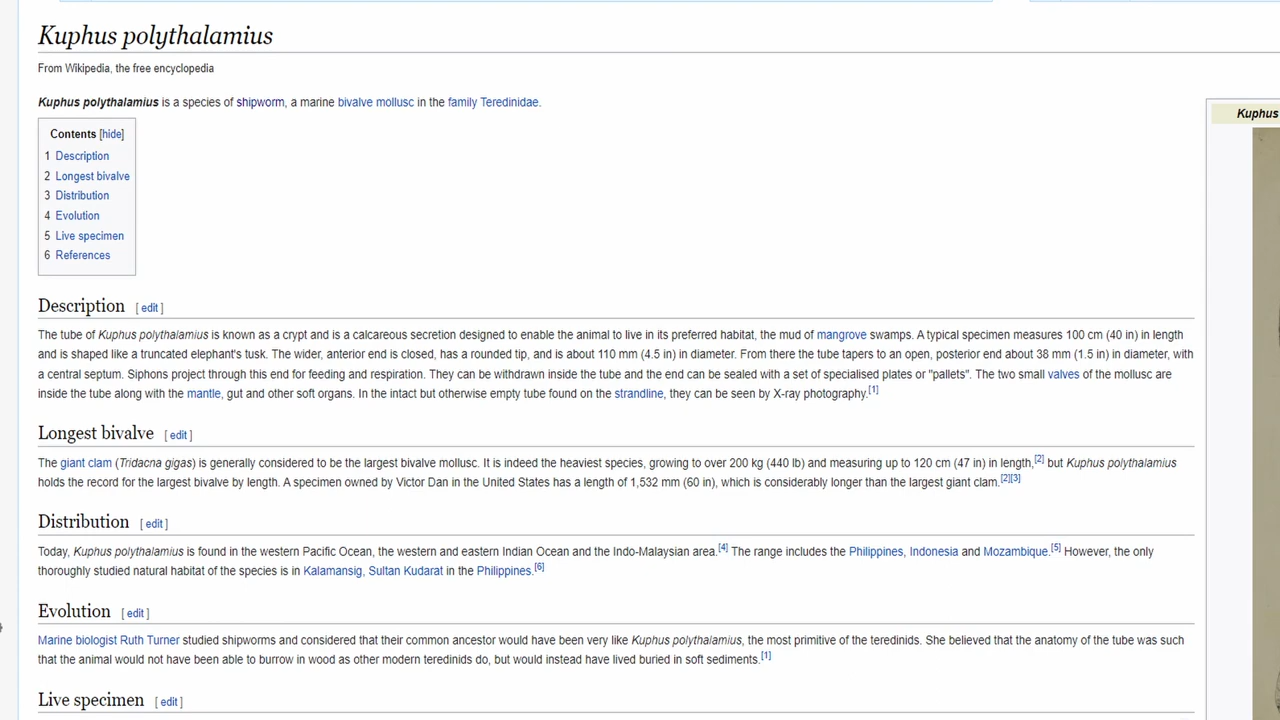 Kuphus polythalamius
From Wikipedia, the free encyclopedia
Kuphus
Kuphus polythalamius is a species of shipworm, a marine bivalve mollusc in the family Teredinidae.
Contents [hide]
1 Description
2 Longest bivalve
3 Distribution
4 Evolution
5 Live specimen
6 References
Description [ edit ]
The tube of Kuphus polythalamius is known as a crypt and is a calcareous secretion designed to enable the animal to live in its preferred habitat, the mud of mangrove swamps. A typical specimen measures 100 cm (40 in) in length
and is shaped like a truncated elephant's tusk. The wider, anterior end is closed, has a rounded tip, and is about 110 mm (4.5 in) in diameter. From there the tube tapers to an open, posterior end about 38 mm (1.5 in) in diameter, with
a central septum. Siphons project through this end for feeding and respiration. They can be withdrawn inside the tube and the end can be sealed with a set of specialised plates or "pallets". The two small valves of the mollusc are
inside the tube along with the mantle, gut and other soft organs. In the intact but otherwise empty tube found on the strandline, they can be seen by X-ray photography.[1]
Longest bivalve [ edit ]
The giant clam (Tridacna gigas) is generally considered to be the largest bivalve mollusc. It is indeed the heaviest species, growing to over 200 kg (440 lb) and measuring up to 120 cm (47 in) in length,[2] but Kuphus polythalamius
holds the record for the largest bivalve by length. A specimen owned by Victor Dan in the United States has a length of 1,532 mm (60 in), which is considerably longer than the largest giant clam.[2][3]
Distribution [ edit ]
Today, Kuphus polythalamius is found in the western Pacific Ocean, the western and eastern Indian Ocean and the Indo-Malaysian area.[4] The range includes the Philippines, Indonesia and Mozambique.[5] However, the only
thoroughly studied natural habitat of the species is in Kalamansig, Sultan Kudarat in the Philippines.[6]
Evolution [ edit ]
Marine biologist Ruth Turner studied shipworms and considered that their common ancestor would have been very like Kuphus polythalamius, the most primitive of the teredinids. She believed that the anatomy of the tube was such
that the animal would not have been able to burrow in wood as other modern teredinids do, but would instead have lived buried in soft sediments.[1]
Live specimen [ edit ]